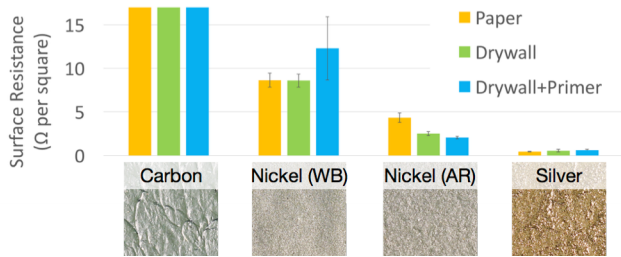 Surface Resistance
(Ω per square)
15
10
5
0
Paper
Drywall
Drywall+Primer
Carbon
Nickel (WB)
Nickel (AR)
Silver